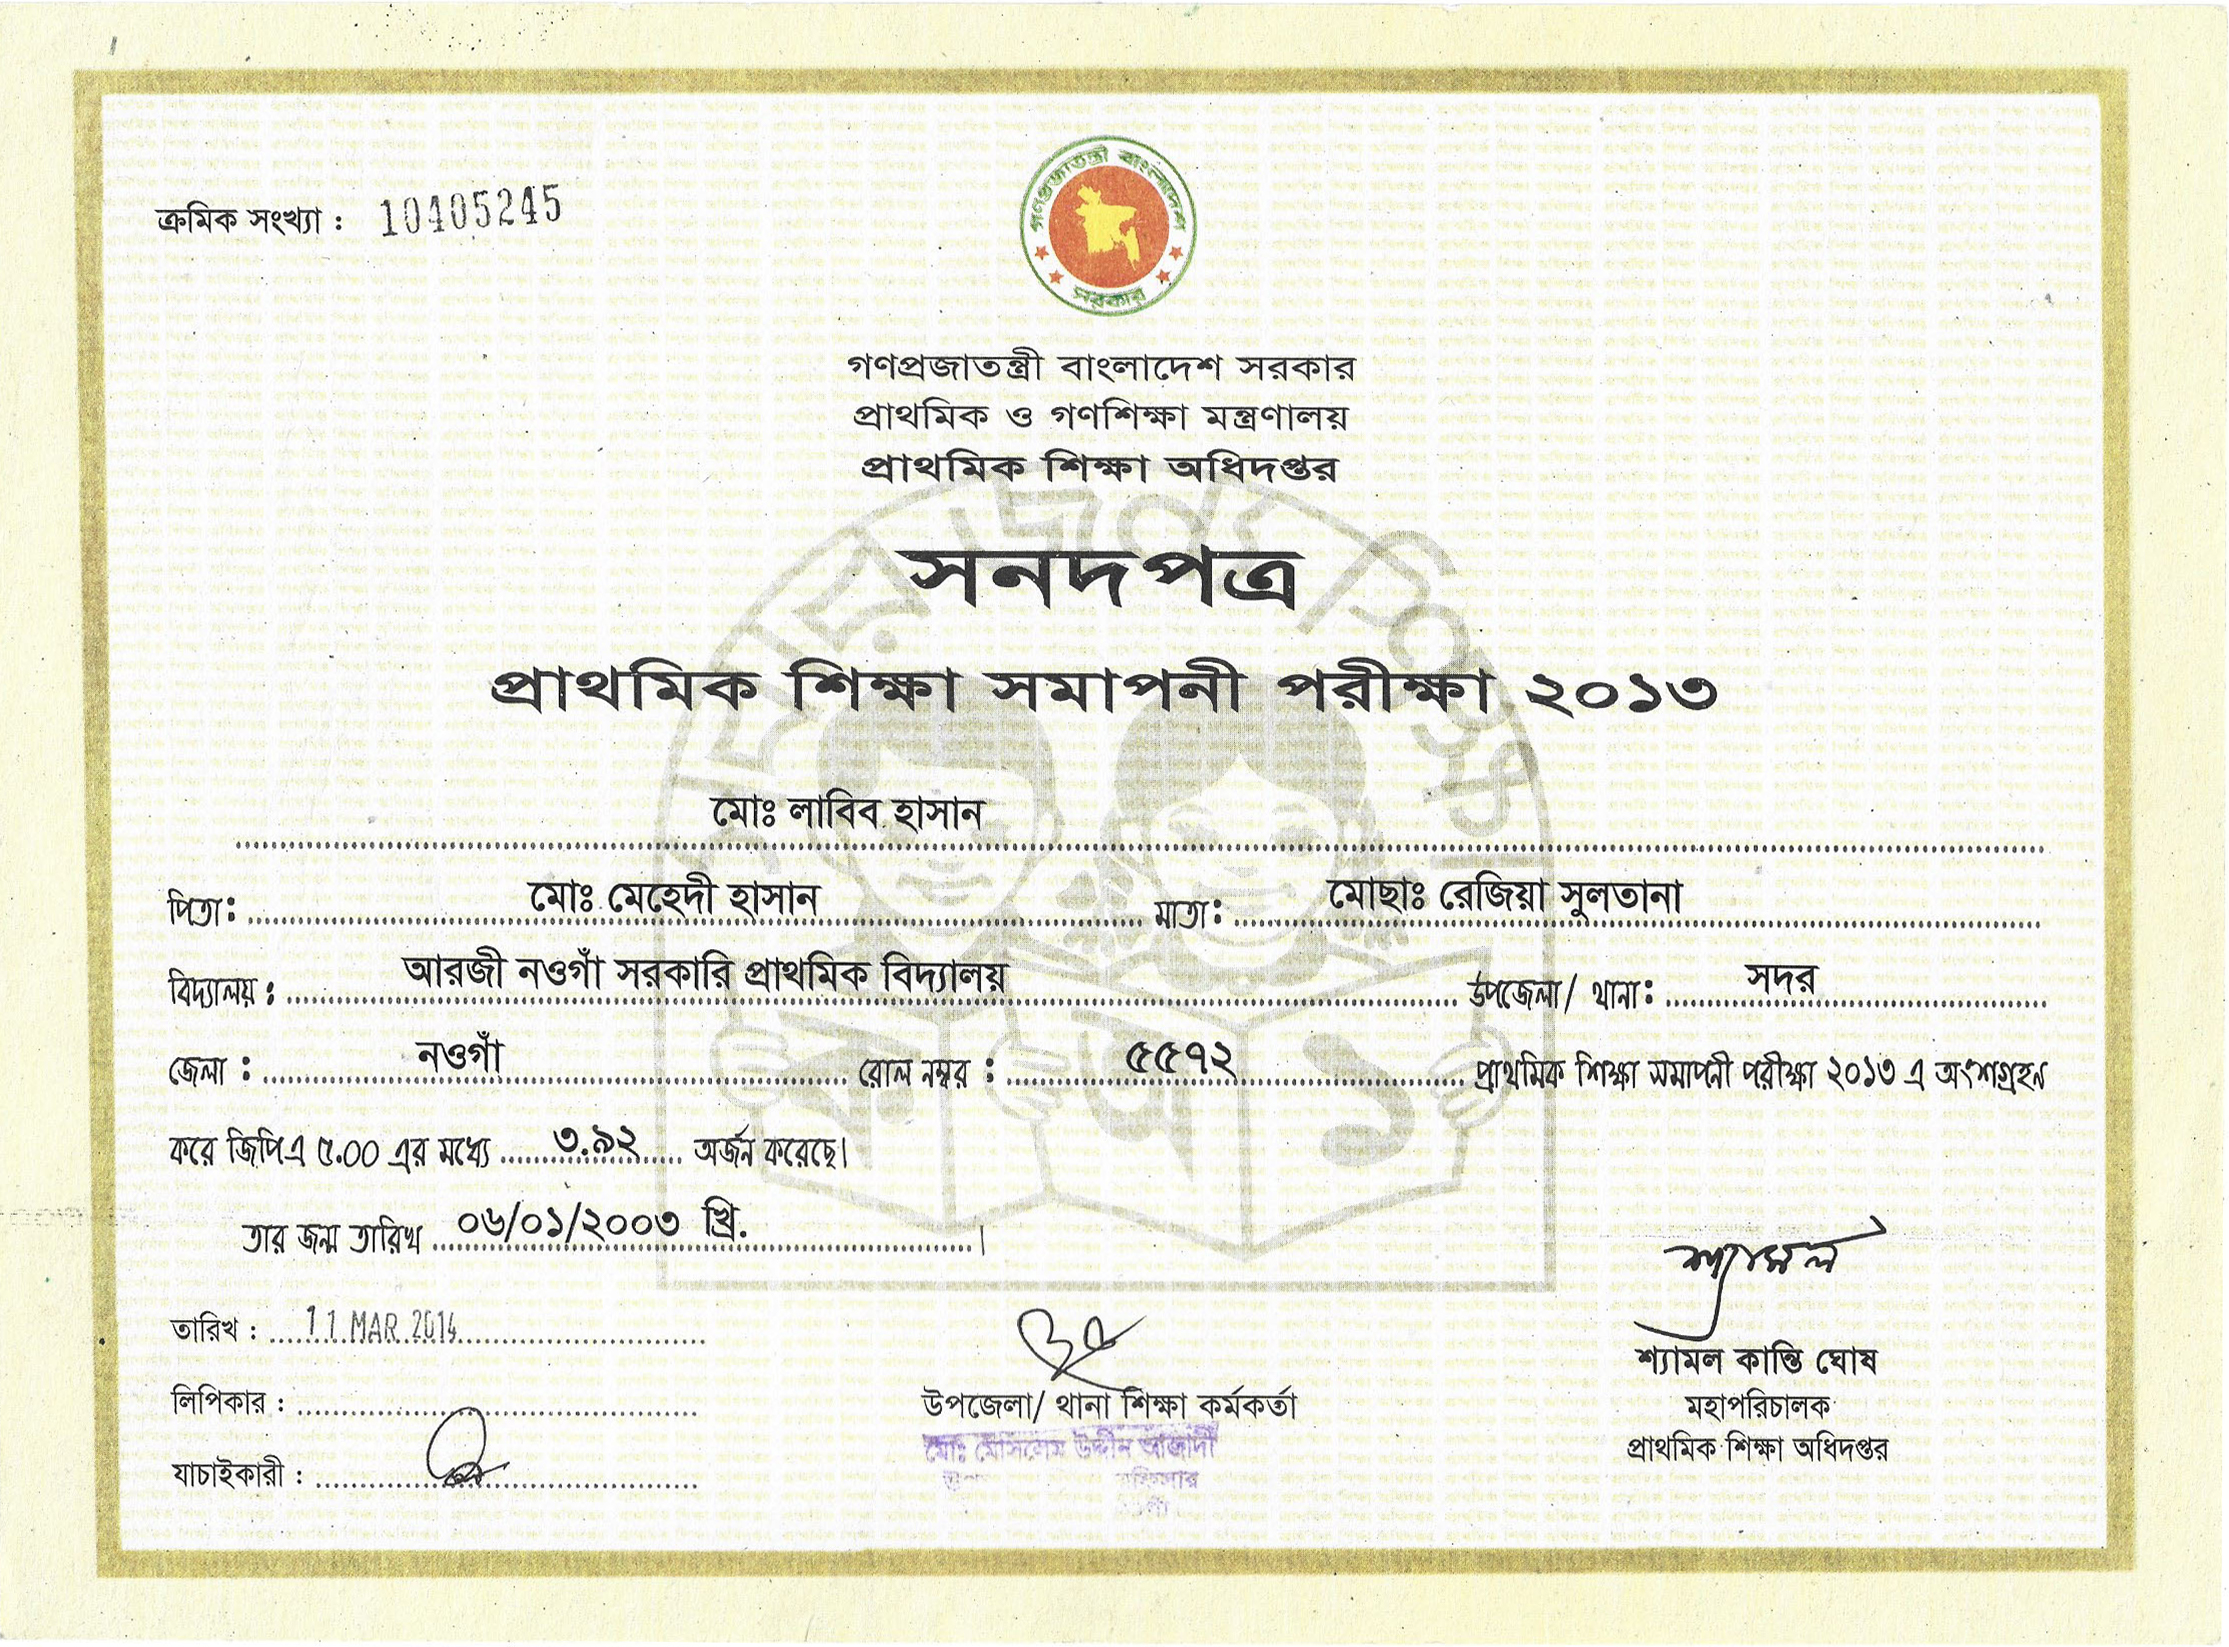 ক্রমিক সংখ্যা : 10405245
গণপ্রজাতন্ত্রী বাংলাদেশ
সরকার
গণপ্রজাতন্ত্রী বাংলাদেশ সরকার
প্রাথমিক ও গণশিক্ষা মন্ত্রণালয়
প্রাথমিক শিক্ষা অধিদপ্তর
সনদপত্র
প্রাথমিক শিক্ষা সমাপনী পরীক্ষা ২০১৩
মোঃ লাবিব হাসান
পিতা: মোঃ মেহেদী হাসান মাতা: মোছাঃ রেজিয়া সুলতানা
বিদ্যালয় : আরজী নওগাঁ সরকারি প্রাথমিক বিদ্যালয় উপজেলা/ থানা: সদর
জেলা : নওগাঁ রোল নম্বর : ৫৫৭২ প্রাথমিক শিক্ষা সমাপনী পরীক্ষা ২০১৩ এ অংশগ্রহন
করে জিপিএ ৫.00 এর মধ্যে ৩.৯২ অর্জন করেছে।
তার জন্ম তারিখ ০৬/০১/২০০৩ খ্রি. ।
শ্যামল
তারিখ : 11 MAR 2014
শ্যামল কান্তি ঘোষ
লিপিকার :
উপজেলা/ থানা শিক্ষা কর্মকর্তা
মহাপরিচালক
মোঃ মোসলেম উদ্দীন আজাদী
প্রাথমিক শিক্ষা অধিদপ্তর
যাচাইকারী :